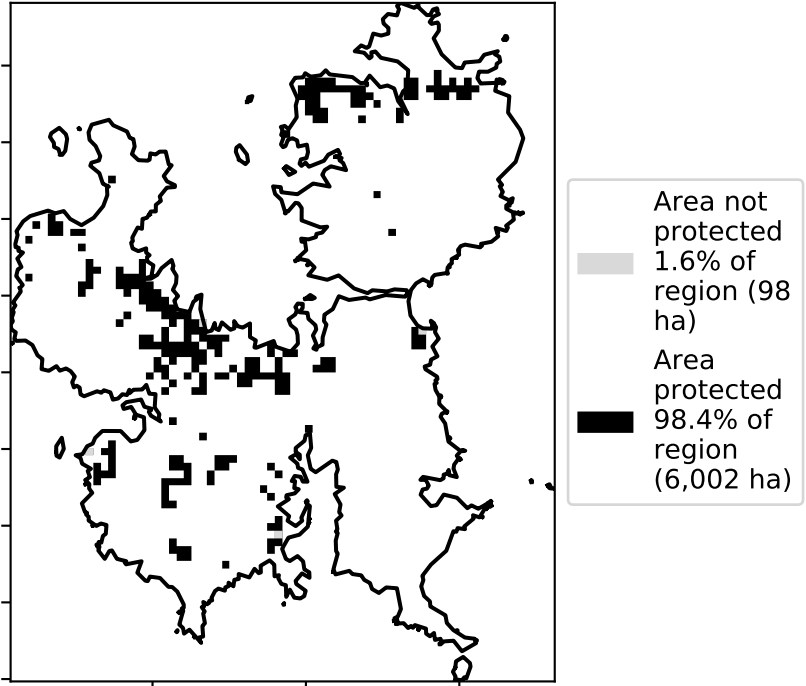 Area not
protected
1.6% of
region (98
ha)
Area
protected
98.4% of
region
(6,002 ha)